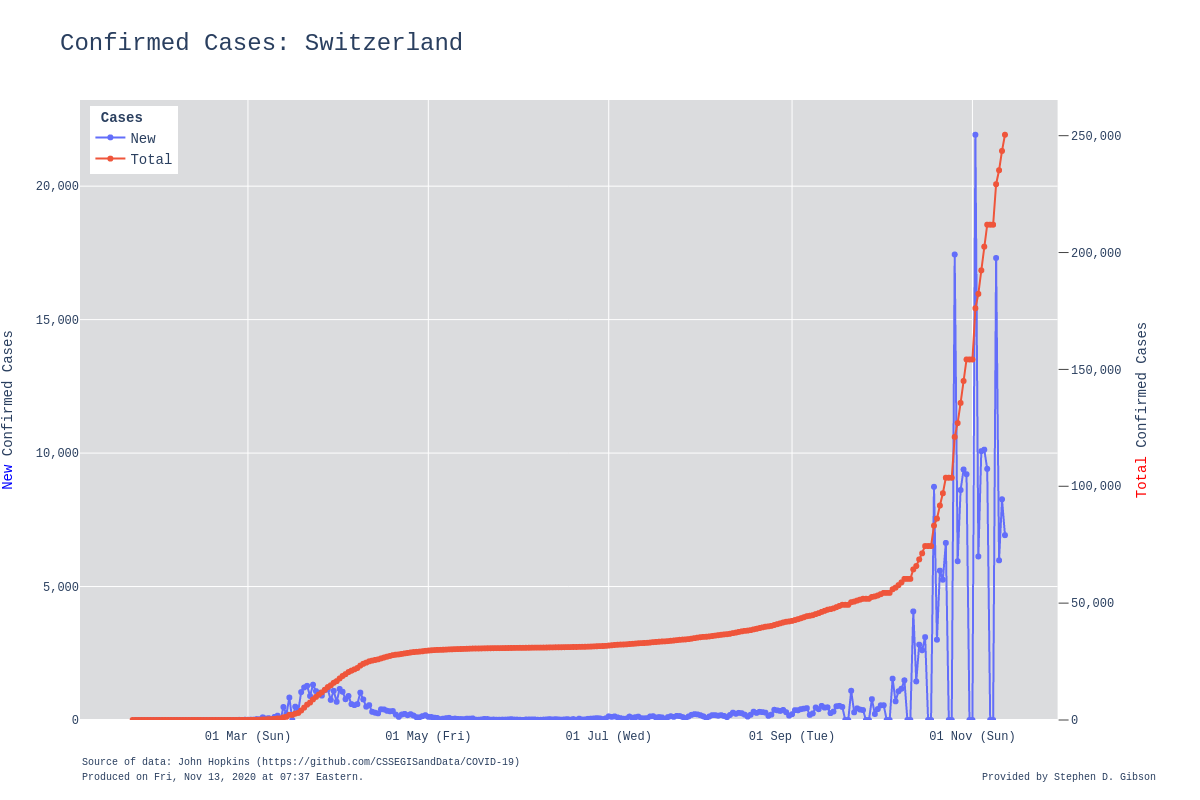 Confirmed Cases: Switzerland
Cases
New
Total
20,000
15,000
10,000
5,000
0
New Confirmed Cases
250,000
200,000
150,000
100,000
50,000
0
Total Confirmed Cases
01 Mar (Sun)
01 May (Fri)
01 Jul (Wed)
01 Sep (Tue)
01 Nov (Sun)
Source of data: John Hopkins (https://github.com/CSSEGISandData/COVID-19)
Produced on Fri, Nov 13, 2020 at 07:37 Eastern.
Provided by Stephen D. Gibson